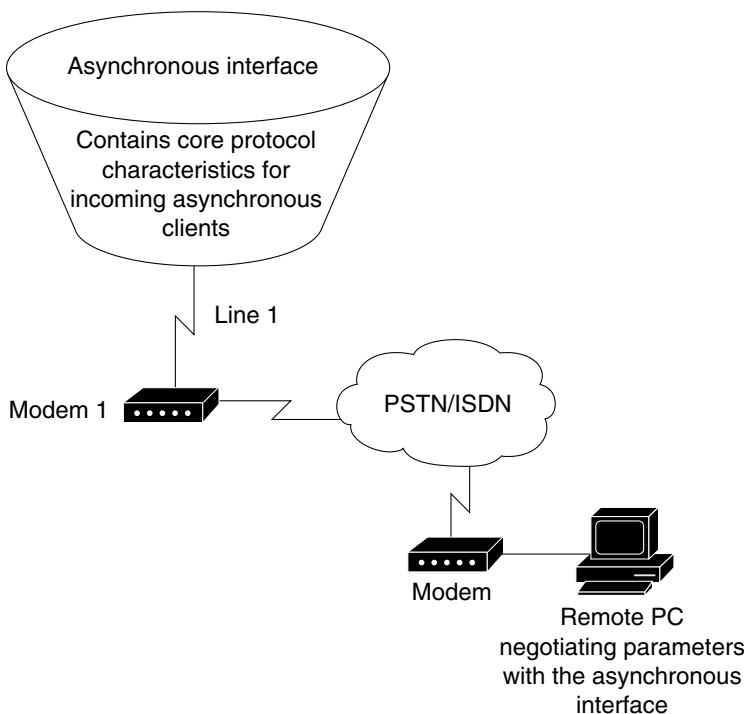 Asynchronous interface
Contains core protocol
characteristics for
incoming asynchronous
clients
Line 1
Modem 1
PSTN/ISDN
Modem
Remote PC
negotiating parameters
with the asynchronous
interface